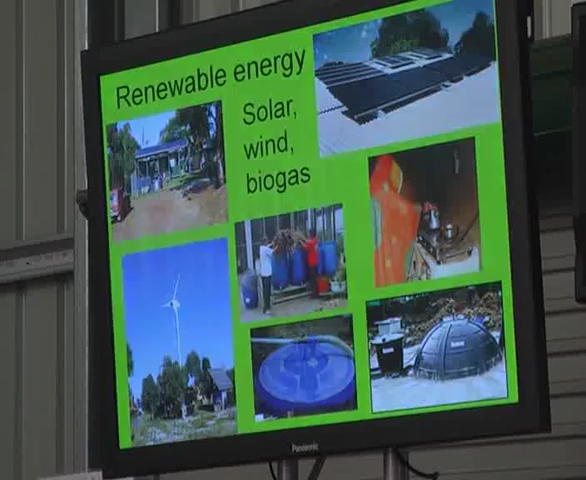 Renewable energy
Solar,
wind,
biogas
Panasonic